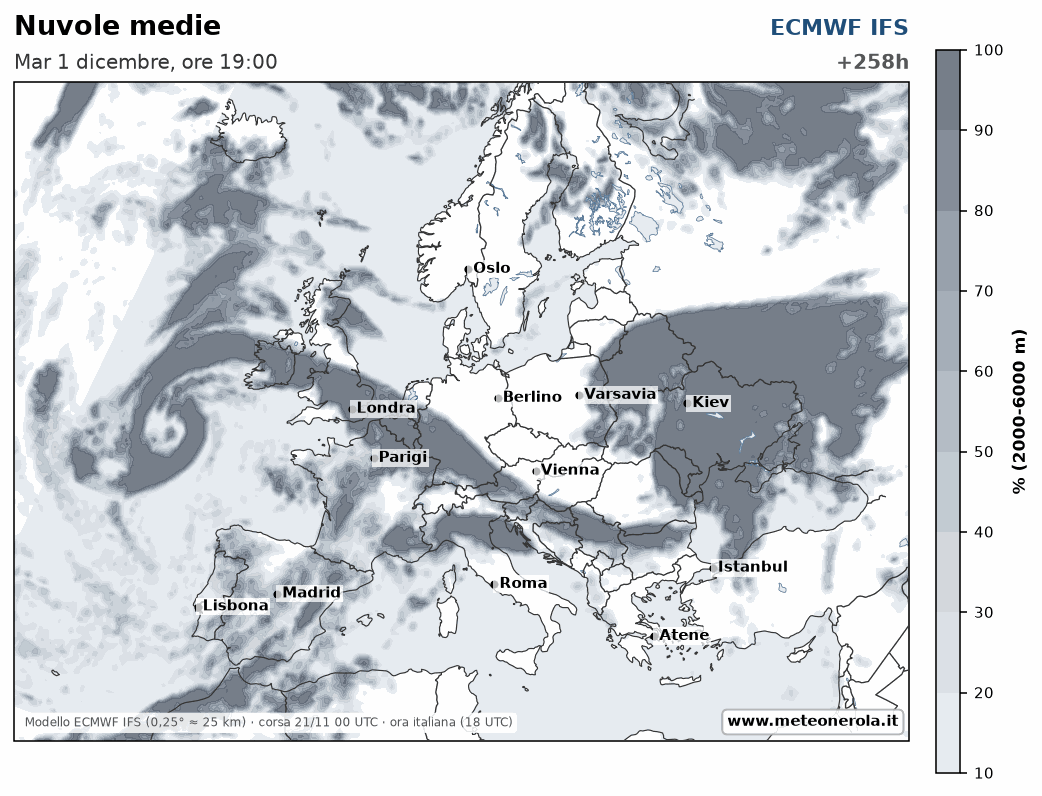 Nuvole medie
ECMWF IFS
Mar 1 dicembre, ore 19:00
+258h
100
90
80
70
60
50
40
30
20
10
% (2000-6000 m)
Oslo
Berlino
Varsavia
Kiev
Londra
Parigi
Vienna
Istanbul
Roma
Madrid
Lisbona
Atene
Modello ECMWF IFS (0,25° ≈ 25 km) · corsa 21/11 00 UTC · ora italiana (18 UTC)
www.meteonerola.it